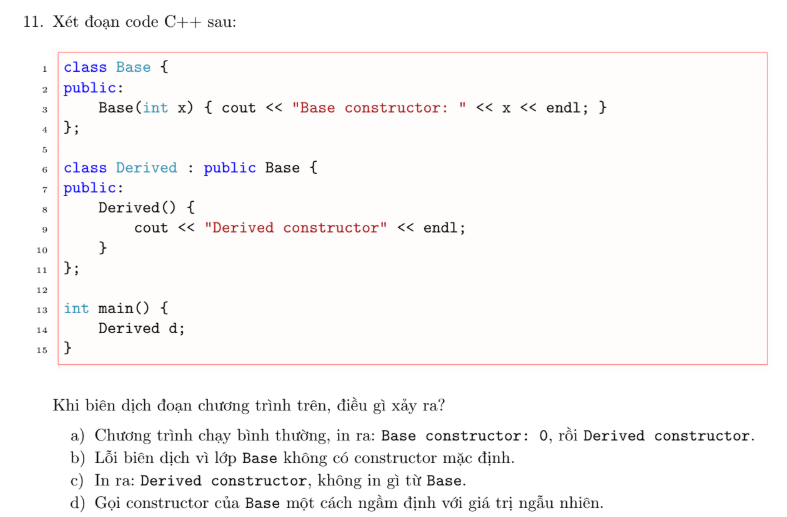 11. Xét đoạn code C++ sau:
1 class Base {
2 public:
3     Base(int x) { cout << "Base constructor: " << x << endl; }
4 };
5
6 class Derived : public Base {
7 public:
8     Derived() {
9         cout << "Derived constructor" << endl;
10     }
11 };
12
13 int main() {
14     Derived d;
15 }
Khi biên dịch đoạn chương trình trên, điều gì xảy ra?
a) Chương trình chạy bình thường, in ra: Base constructor: 0, rồi Derived constructor.
b) Lỗi biên dịch vì lớp Base không có constructor mặc định.
c) In ra: Derived constructor, không in gì từ Base.
d) Gọi constructor của Base một cách ngầm định với giá trị ngẫu nhiên.